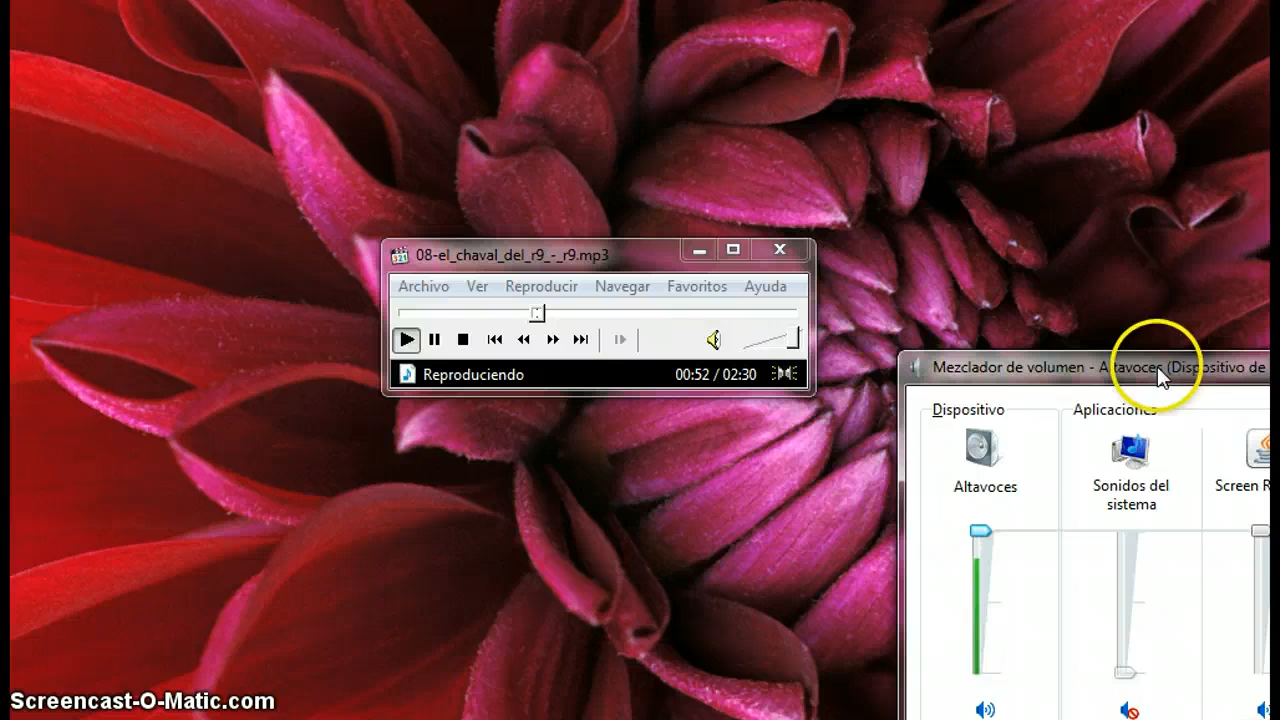 08-el_chaval_del_r9_-_r9.mp3
Archivo Ver Reproducir Navegar Favoritos Ayuda
Reproduciendo 00:52 / 02:30
Mezclador de volumen - Altavoces (Dispositivo de
Dispositivo
Aplicaciones
Altavoces
Sonidos del
sistema
Screen R
Screencast-O-Matic.com